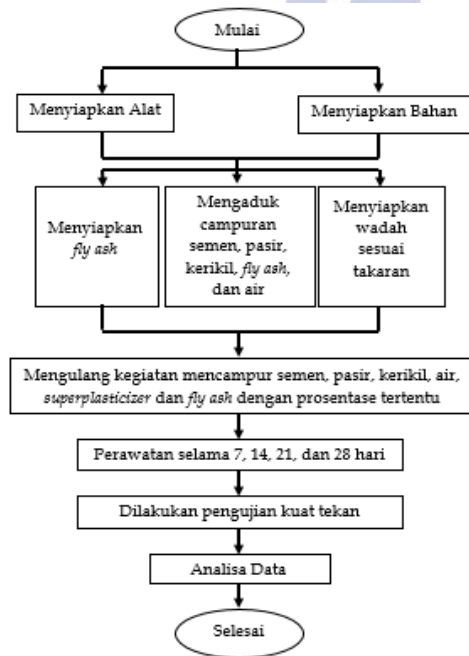 Mulai
Menyiapkan Alat
Menyiapkan Bahan
Menyiapkan
fly ash
Mengaduk
campuran
semen, pasir,
kerikil, fly ash,
dan air
Menyiapkan
wadah
sesuai
takaran
Mengulang kegiatan mencampur semen, pasir, kerikil, air,
superplasticizer dan fly ash dengan prosentase tertentu
Perawatan selama 7, 14, 21, dan 28 hari
Dilakukan pengujian kuat tekan
Analisa Data
Selesai